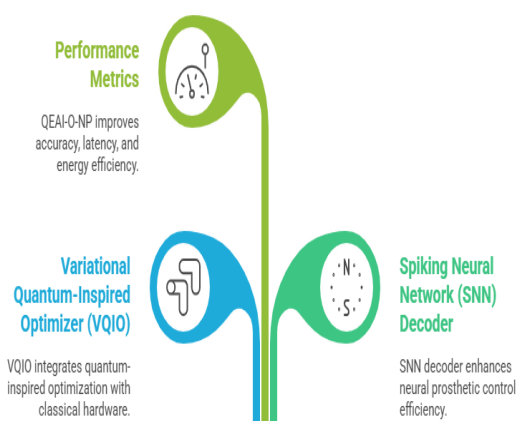 Performance
Metrics
QEAI-O-NP improves
accuracy, latency, and
energy efficiency.
Variational
Quantum-Inspired
Optimizer (VQIO)
VQIO integrates quantum-
inspired optimization with
classical hardware.
N
S
Spiking Neural
Network (SNN)
Decoder
SNN decoder enhances
neural prosthetic control
efficiency.